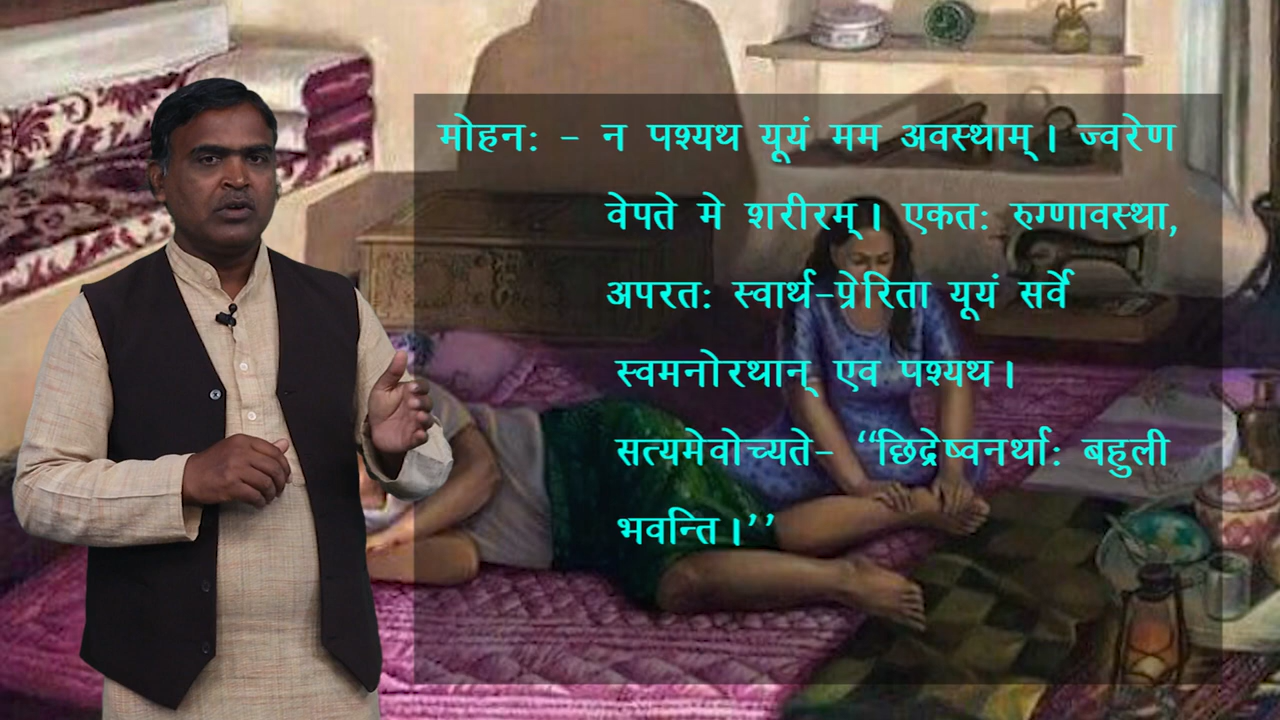 मोहनः - न पश्यथ यूयं मम अवस्थाम् । ज्वरेण
वेपते मे शरीरम् । एकतः रुग्णावस्था,
अपरतः स्वार्थ-प्रेरिता यूयं सर्वे
स्वमनोरथान् एव पश्यथ ।
सत्यमेवोच्यते- “छिद्रेष्वनर्थाः बहुली
भवन्ति ।’’